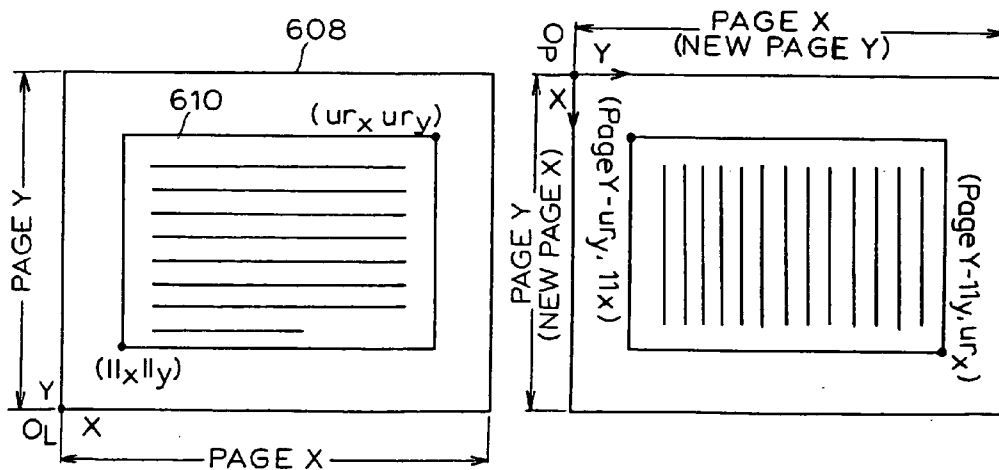 608
610
(urx ury)
PAGE Y
(llx lly)
Y
OL
X
PAGE X
PAGE X
(NEW PAGE Y)
Op
Y
X
PAGE Y
(NEW PAGE X)
(PageY-ury, 11x)
(PageY-11y, urx)